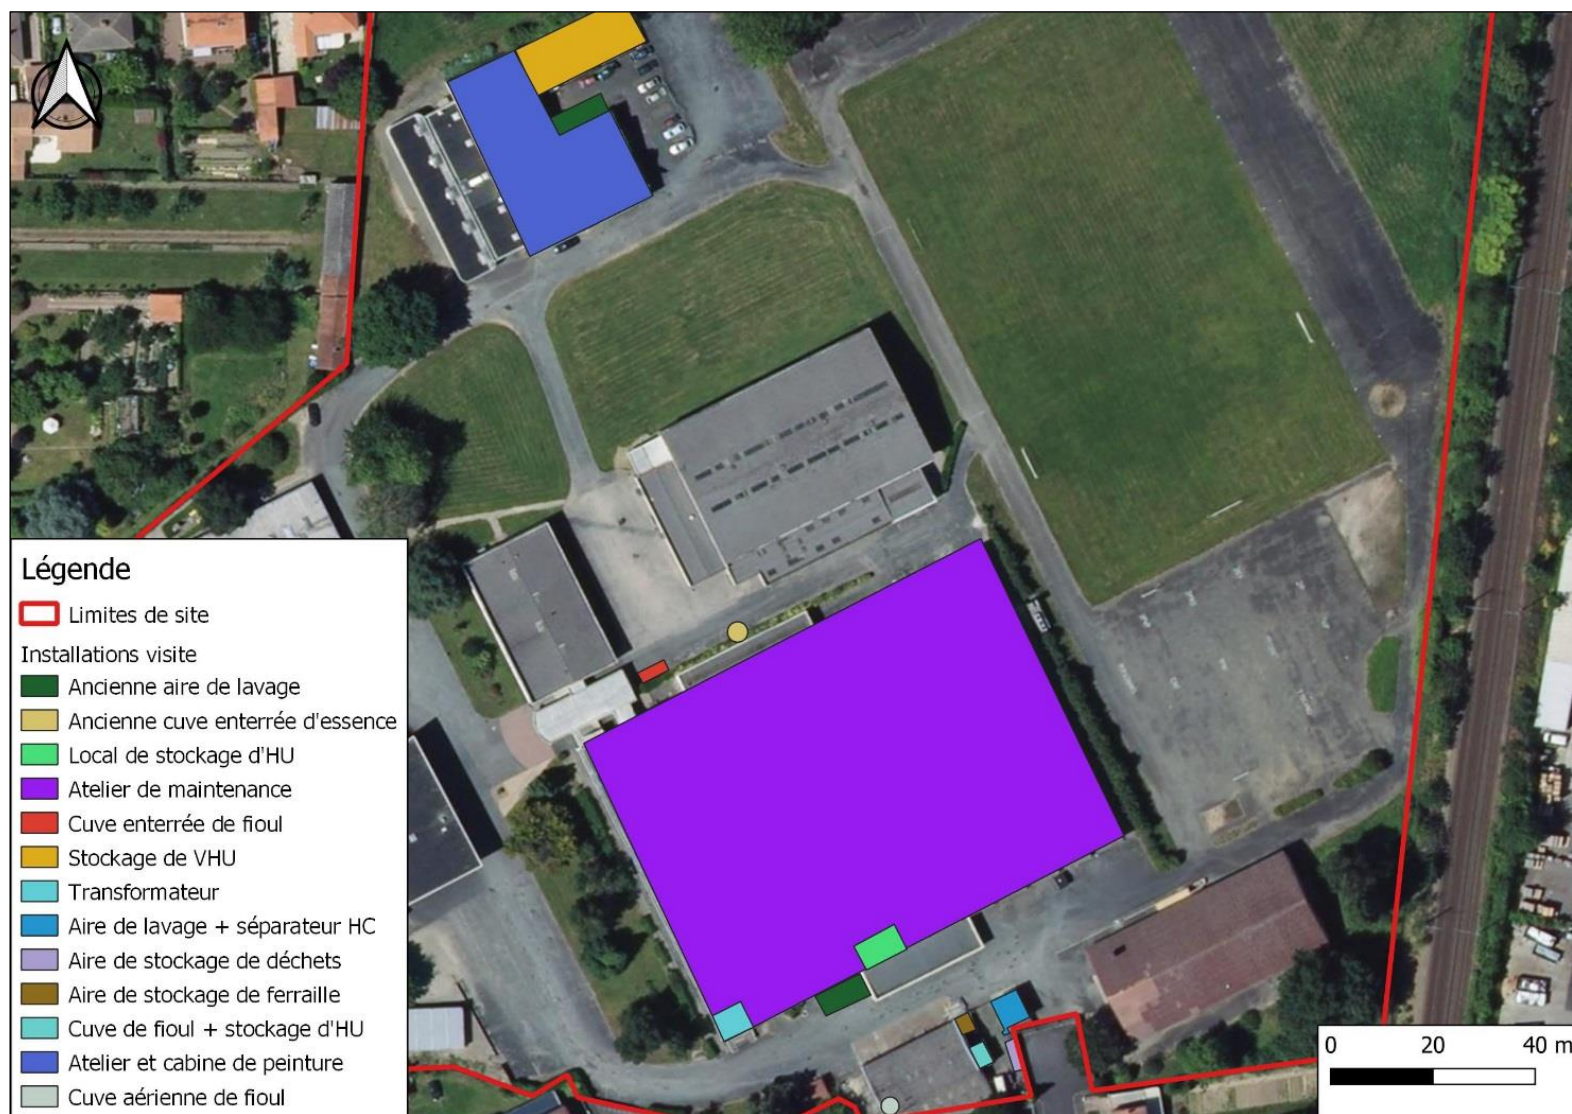 Légende
Limites de site
Installations visite
Ancienne aire de lavage
Ancienne cuve enterrée d'essence
Local de stockage d'HU
Atelier de maintenance
Cuve enterrée de fioul
Stockage de VHU
Transformateur
Aire de lavage + séparateur HC
Aire de stockage de déchets
Aire de stockage de ferraille
Cuve de fioul + stockage d'HU
Atelier et cabine de peinture
Cuve aérienne de fioul
0 20 40 m